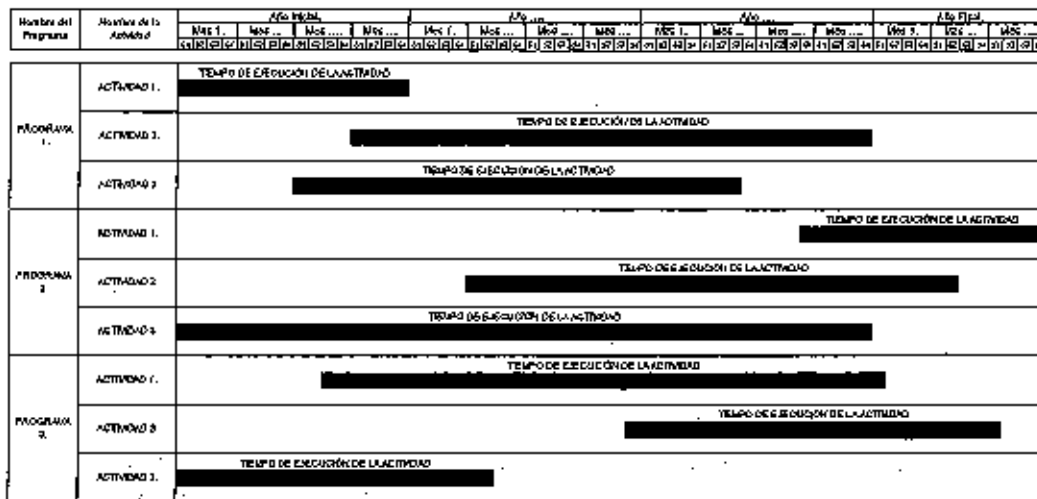 Nombre del Programa
Nombre de la Actividad
Año Inicial.
Año ....
Año ....
Año Final.
Mes 1. Mes ... Mes .... Mes ... Mes 1. Mes ... Mes ... Mes ... Mes 1. Mes ... Mes ... Mes ... Mes 1. Mes ... Mes ...
TIEMPO DE EJECUCIÓN DE LA ACTIVIDAD
ACTIVIDAD 1.
PROGRAMA 1.
TIEMPO DE EJECUCIÓN DE LA ACTIVIDAD
ACTIVIDAD 2.
TIEMPO DE EJECUCION DE LA ACTIVIDAD
ACTIVIDAD 3
TIEMPO DE EJECUCIÓN DE LA ACTIVIDAD
ACTIVIDAD 1.
PROGRAMA 2
TIEMPO DE EJECUCIÓN DE LA ACTIVIDAD
ACTIVIDAD 2
TIEMPO DE EJECUCIÓN DE LA ACTIVIDAD
ACTIVIDAD 3
TIEMPO DE EJECUCIÓN DE LA ACTIVIDAD
ACTIVIDAD 1.
PROGRAMA 3.
TIEMPO DE EJECUCIÓN DE LA ACTIVIDAD
ACTIVIDAD 2
TIEMPO DE EJECUCIÓN DE LA ACTIVIDAD
ACTIVIDAD 3.